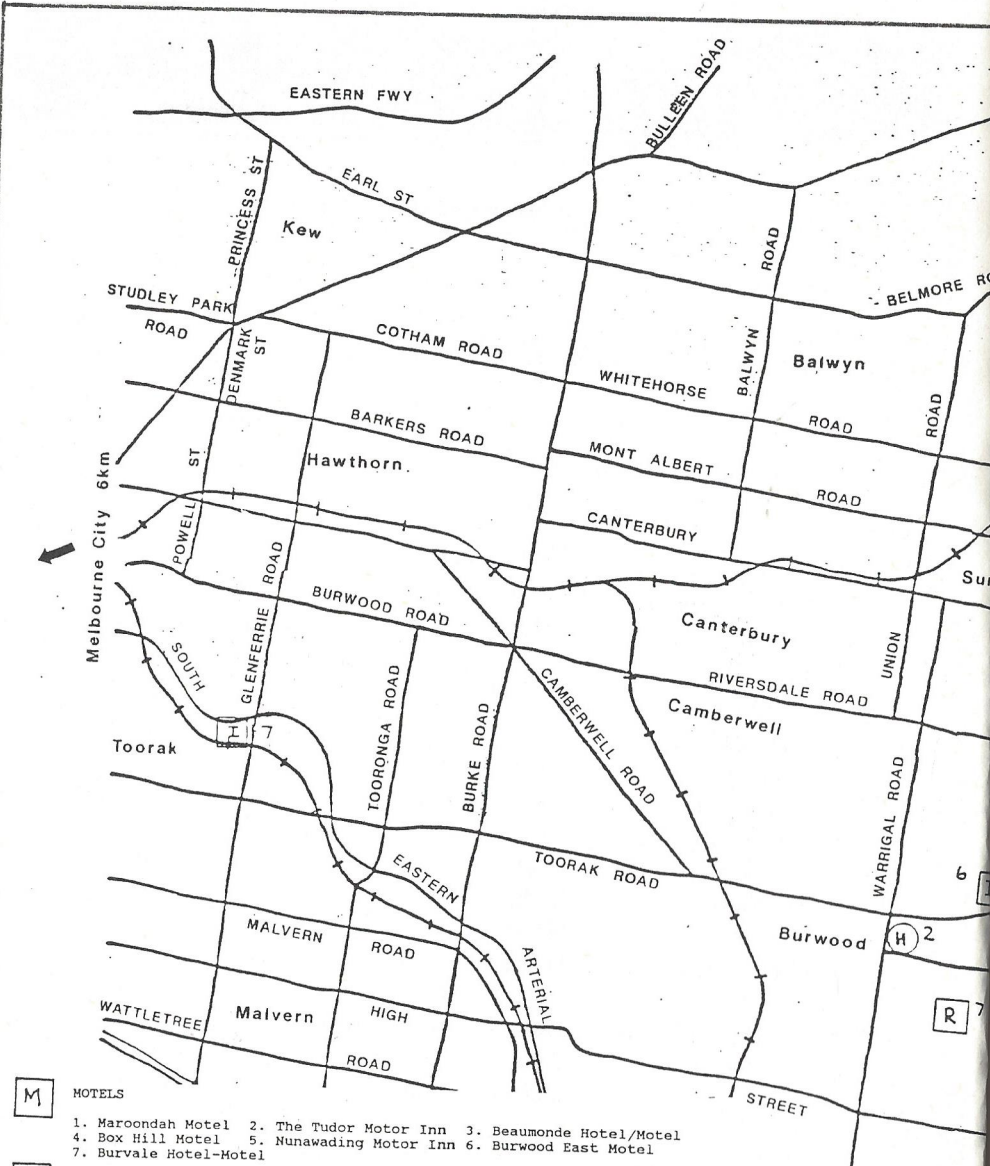 BULLEEN ROAD
EASTERN FWY
PRINCESS ST
EARL ST
Kew
ROAD
STUDLEY PARK
ROAD
BELMORE
DENMARK
ST
COTHAM ROAD
BALWYN
Balwyn
WHITEHORSE
ROAD
ROAD
BARKERS ROAD
Hawthorn
MONT ALBERT
ROAD
Melbourne City 6km
POWELL
ST
CANTERBURY
GLENFERRIE ROAD
BURWOOD ROAD
Canterbury
UNION
SOUTH
RIVERSDALE ROAD
Camberwell
CAMBERWELL ROAD
I 7
Toorak
TOORONGA ROAD
BURKE ROAD
WARRIGAL ROAD
EASTERN
TOORAK ROAD
6
MALVERN
ROAD
Burwood
H 2
ARTERIAL
WATTLETREE
Malvern
HIGH
R 7
ROAD
STREET
M MOTELS
1. Maroondah Motel 2. The Tudor Motor Inn 3. Beaumonde Hotel/Motel
4. Box Hill Motel 5. Nunawading Motor Inn 6. Burwood East Motel
7. Burvale Hotel-Motel